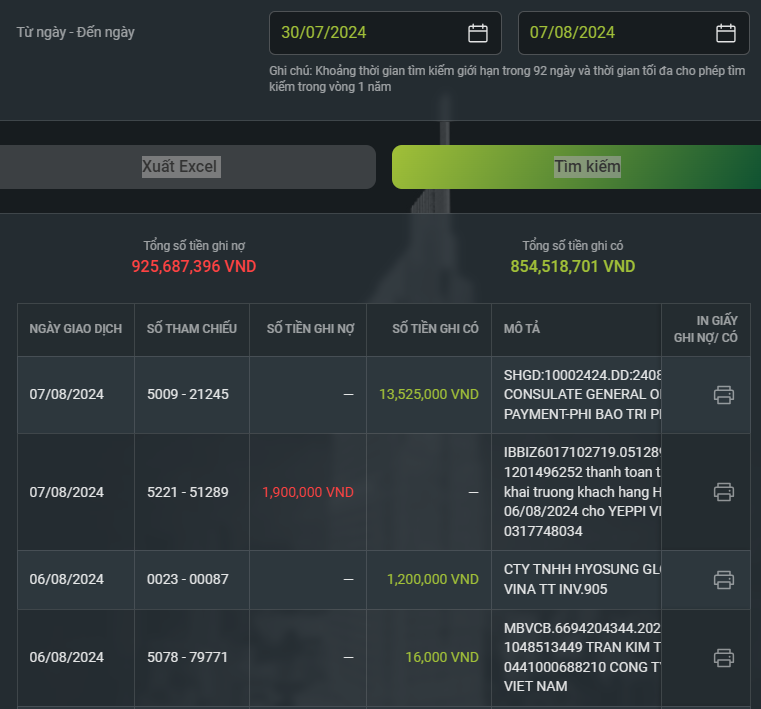 Từ ngày - Đến ngày
30/07/2024
07/08/2024
Ghi chú: Khoảng thời gian tìm kiếm giới hạn trong 92 ngày và thời gian tối đa cho phép tìm
kiếm trong vòng 1 năm
Xuất Excel
Tìm kiếm
Tổng số tiền ghi nợ
Tổng số tiền ghi có
925,687,396 VND
854,518,701 VND
NGÀY GIAO DỊCH
SỐ THAM CHIẾU
SỐ TIỀN GHI NỢ
SỐ TIỀN GHI CÓ
MÔ TẢ
IN GIẤY
GHI NỢ/ CÓ
07/08/2024
5009 - 21245
—
13,525,000 VND
SHGD:10002424.DD:2408
CONSULATE GENERAL
PAYMENT-PHI BAO TRI
07/08/2024
5221 - 51289
1,900,000 VND
—
IBBIZ6017102719.05128
1201496252 thanh toan
khai truong khach hang
06/08/2024 cho YEPPI
0317748034
06/08/2024
0023 - 00087
—
1,200,000 VND
CTY TNHH HYOSUNG
VINA TT INV.905
06/08/2024
5078 - 79771
—
16,000 VND
MBVCB.6694204344.202
1048513449 TRAN KIM
0441000688210 CONG
VIET NAM